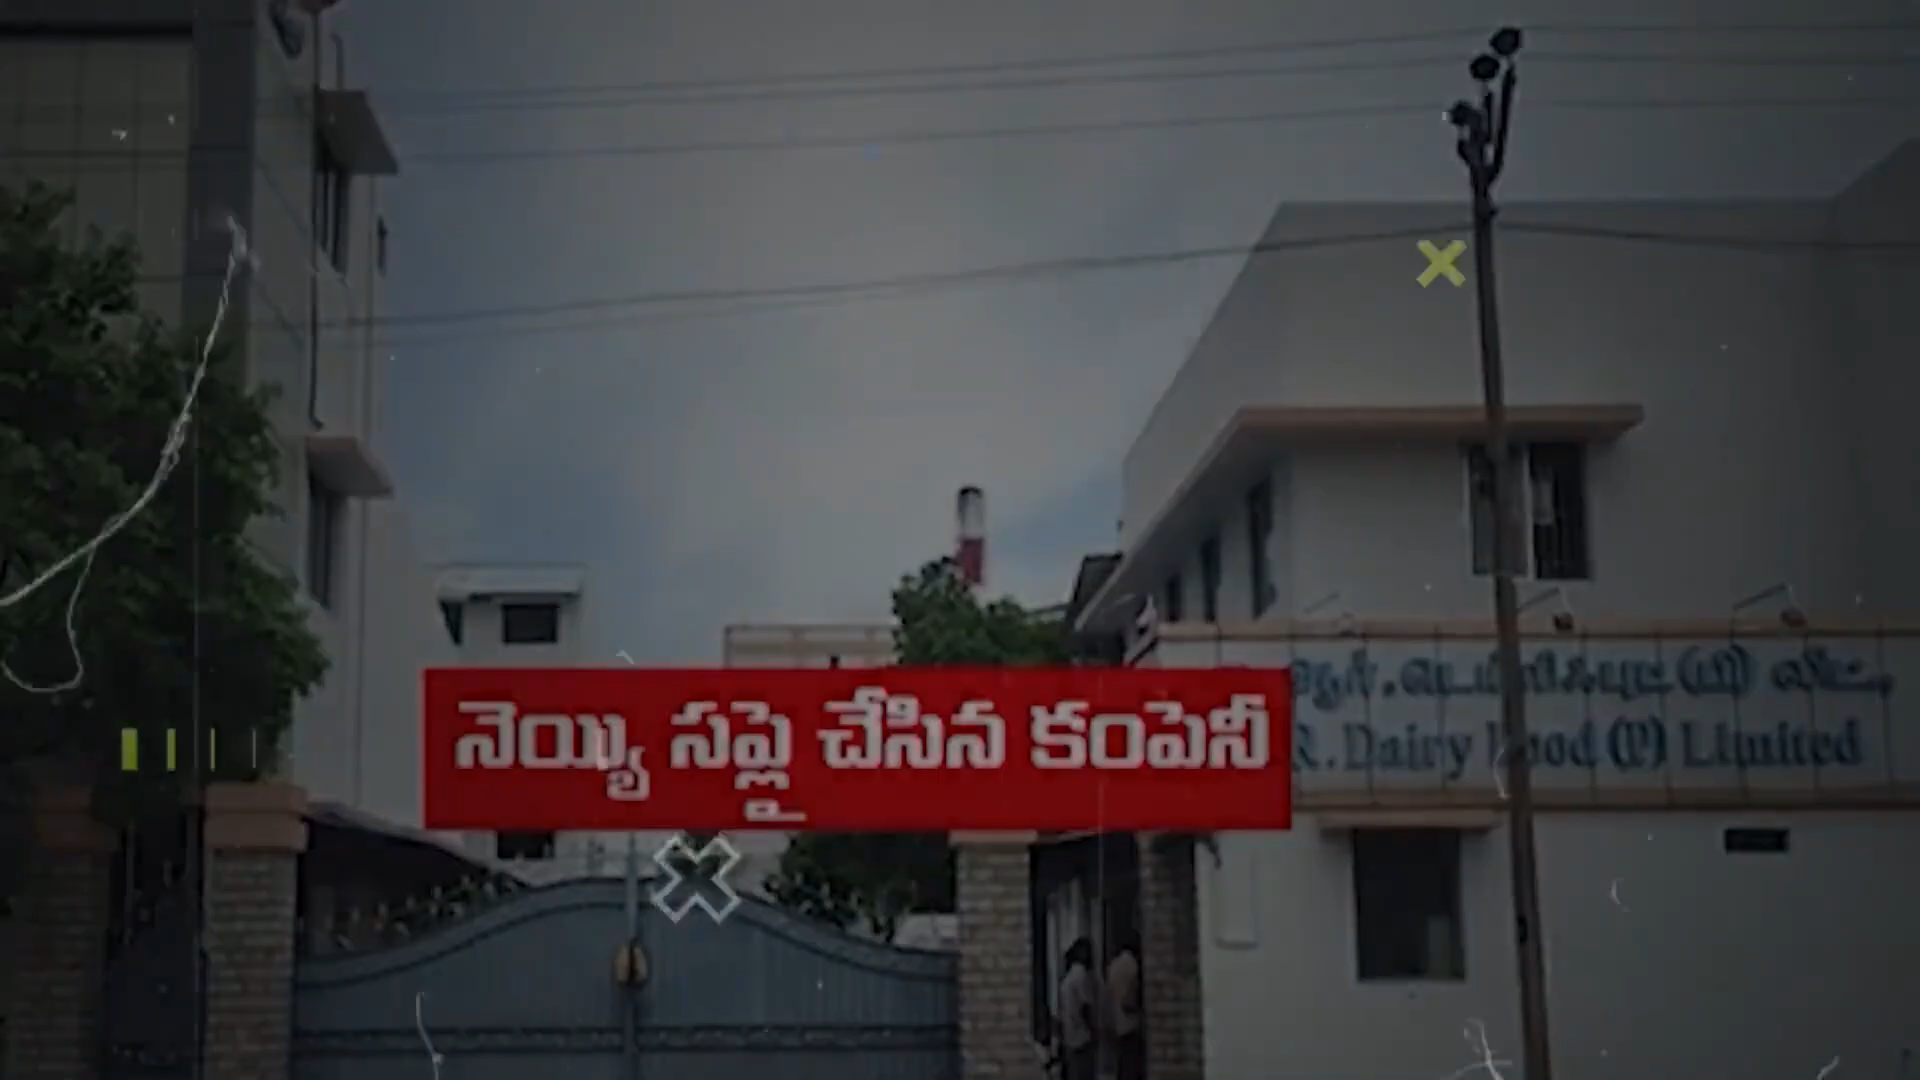 నెయ్యి సప్లై చేసిన కంపెనీ
R. Dairy Food (P) Limited